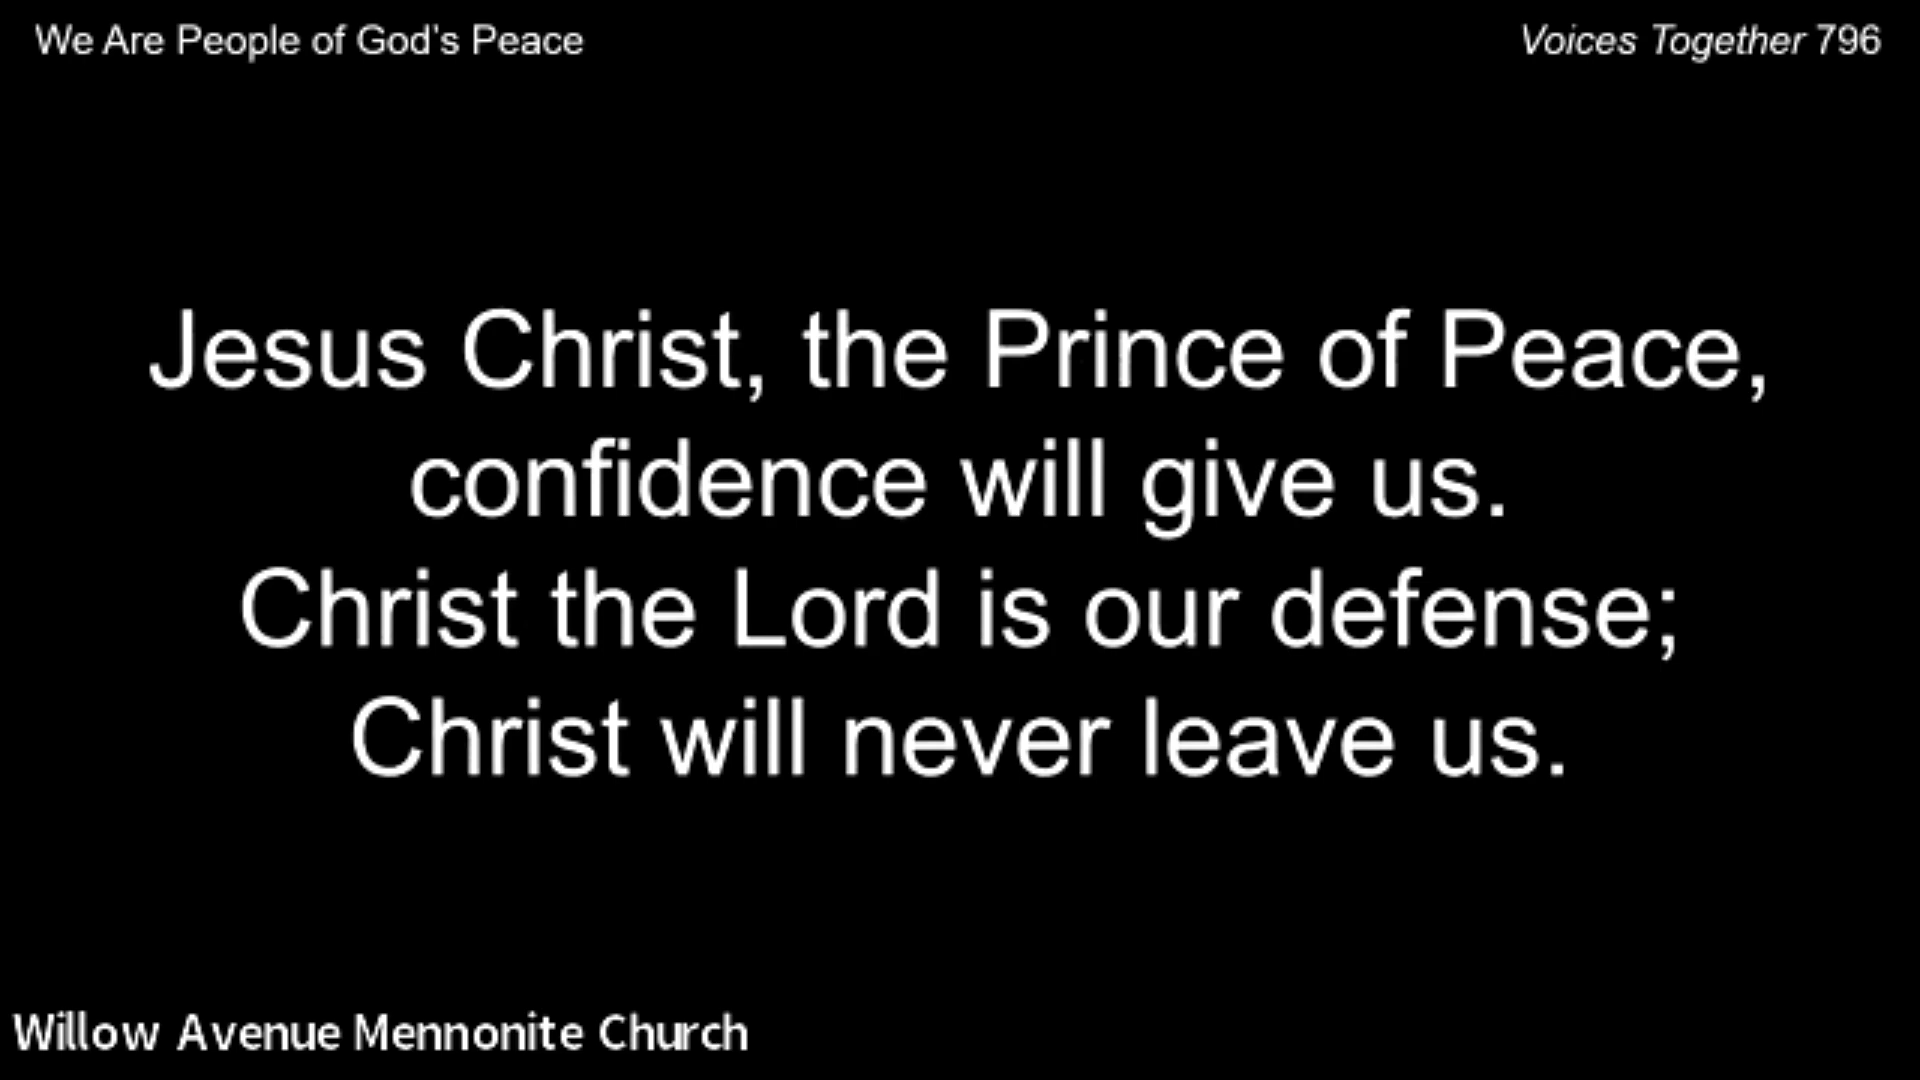 We Are People of God's Peace
Voices Together 796
Jesus Christ, the Prince of Peace,
confidence will give us.
Christ the Lord is our defense;
Christ will never leave us.
Willow Avenue Mennonite Church